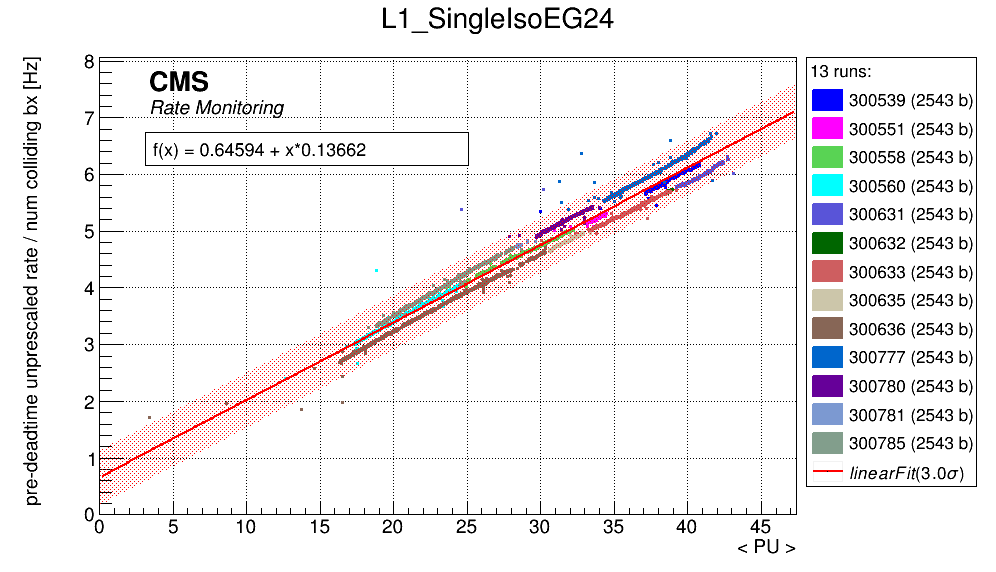 L1_SingleIsoEG24
pre-deadtime unprescaled rate / num colliding bx [Hz]
CMS
Rate Monitoring
f(x) = 0.64594 + x*0.13662
8
7
6
5
4
3
2
1
0
0 5 10 15 20 25 30 35 40 45
< PU >
13 runs:
300539 (2543 b)
300551 (2543 b)
300558 (2543 b)
300560 (2543 b)
300631 (2543 b)
300632 (2543 b)
300633 (2543 b)
300635 (2543 b)
300636 (2543 b)
300777 (2543 b)
300780 (2543 b)
300781 (2543 b)
300785 (2543 b)
linearFit(3.0σ)